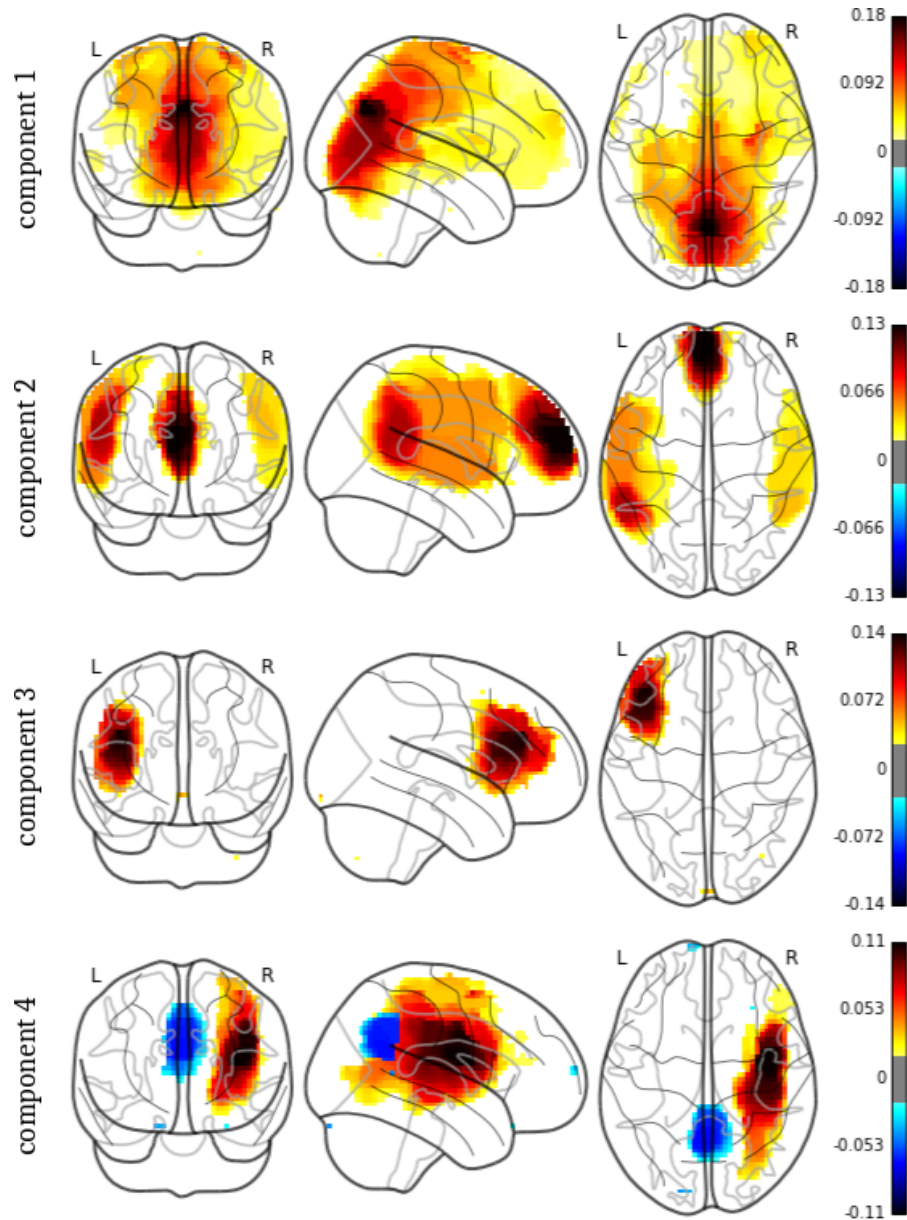 component 1
L R
L R
0.18
0.092
0
-0.092
-0.18
component 2
L R
L R
0.13
0.066
0
-0.066
-0.13
component 3
L R
L R
0.14
0.072
0
-0.072
-0.14
component 4
L R
L R
0.11
0.053
0
-0.053
-0.11